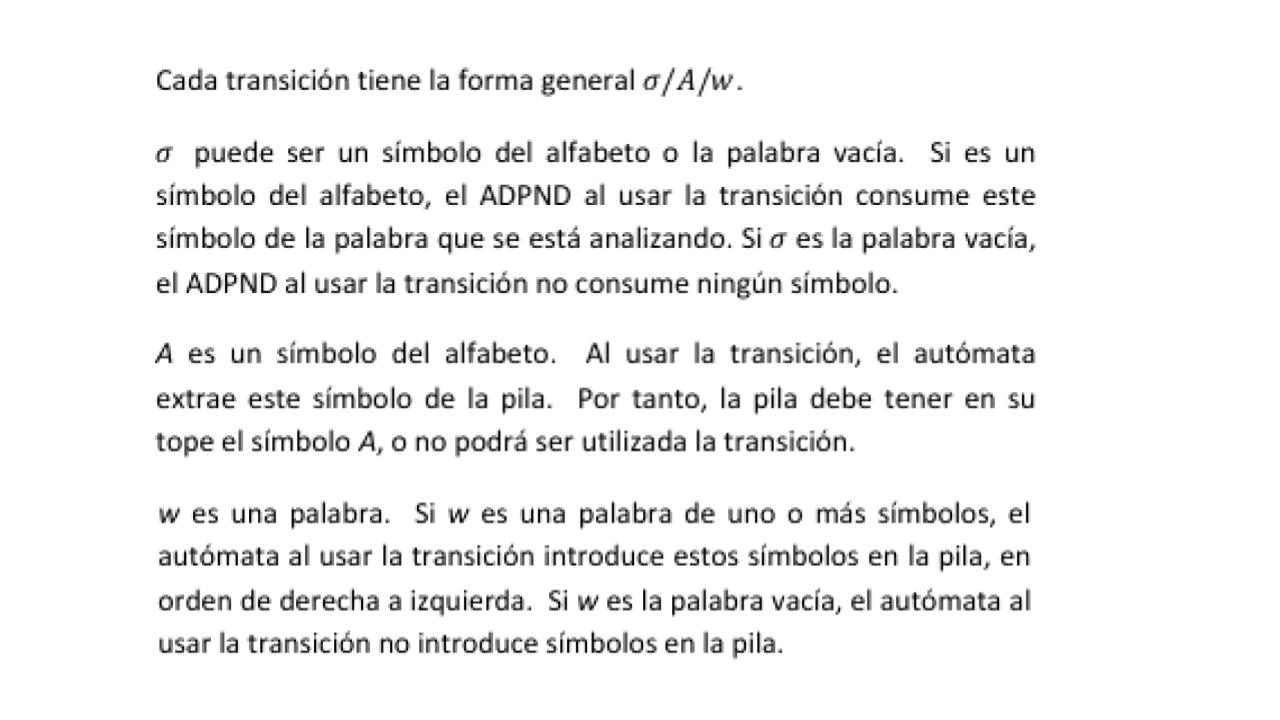 Cada transición tiene la forma general σ/A/w.
σ puede ser un símbolo del alfabeto o la palabra vacía. Si es un
símbolo del alfabeto, el ADPND al usar la transición consume este
símbolo de la palabra que se está analizando. Si σ es la palabra vacía,
el ADPND al usar la transición no consume ningún símbolo.
A es un símbolo del alfabeto. Al usar la transición, el autómata
extrae este símbolo de la pila. Por tanto, la pila debe tener en su
tope el símbolo A, o no podrá ser utilizada la transición.
w es una palabra. Si w es una palabra de uno o más símbolos, el
autómata al usar la transición introduce estos símbolos en la pila, en
orden de derecha a izquierda. Si w es la palabra vacía, el autómata al
usar la transición no introduce símbolos en la pila.